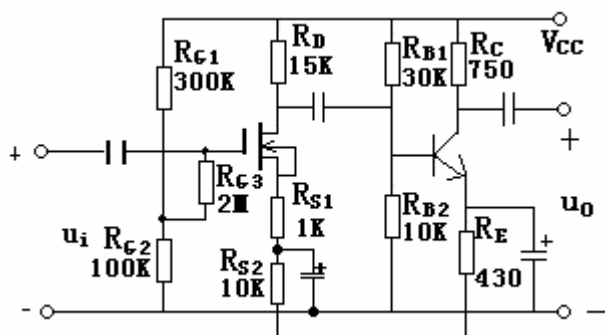 RG1
300K
RD
15K
RB1
30K
RC
750
VCC
+
RG3
2M
RS1
1K
+
ui
RG2
100K
RS2
10K
+
RB2
10K
RE
430
+
uo
-
-